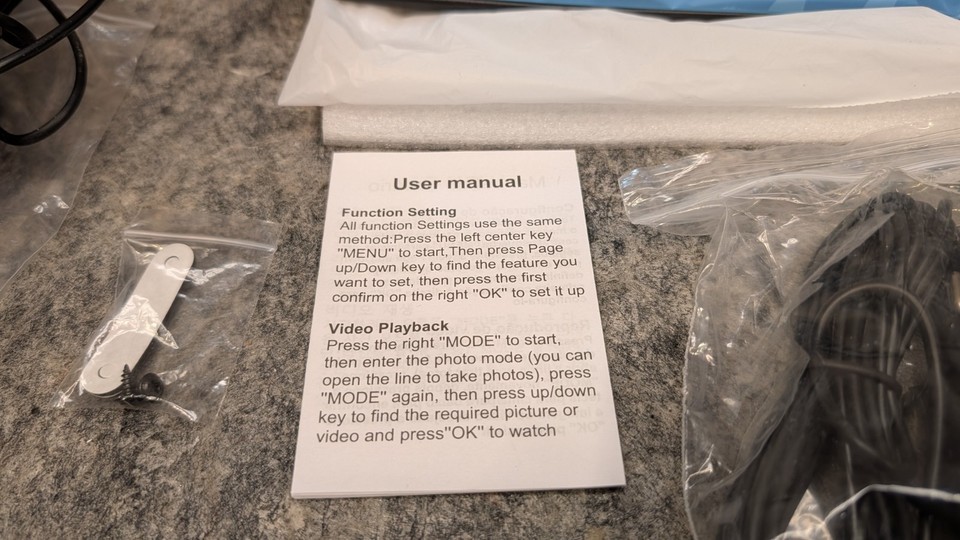 User manual
Function Setting
All function Settings use the same
method:Press the left center key
"MENU" to start,Then press Page
up/Down key to find the feature you
want to set, then press the first
confirm on the right "OK" to set it up
Video Playback
Press the right "MODE" to start,
then enter the photo mode (you can
open the line to take photos), press
"MODE" again, then press up/down
key to find the required picture or
video and press"OK" to watch